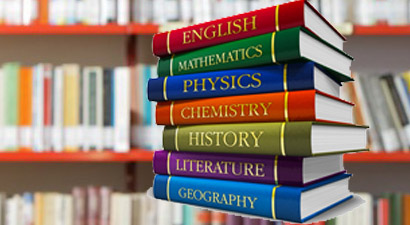 ENGLISH
MATHEMATICS
PHYSICS
CHEMISTRY
HISTORY
LITERATURE
GEOGRAPHY